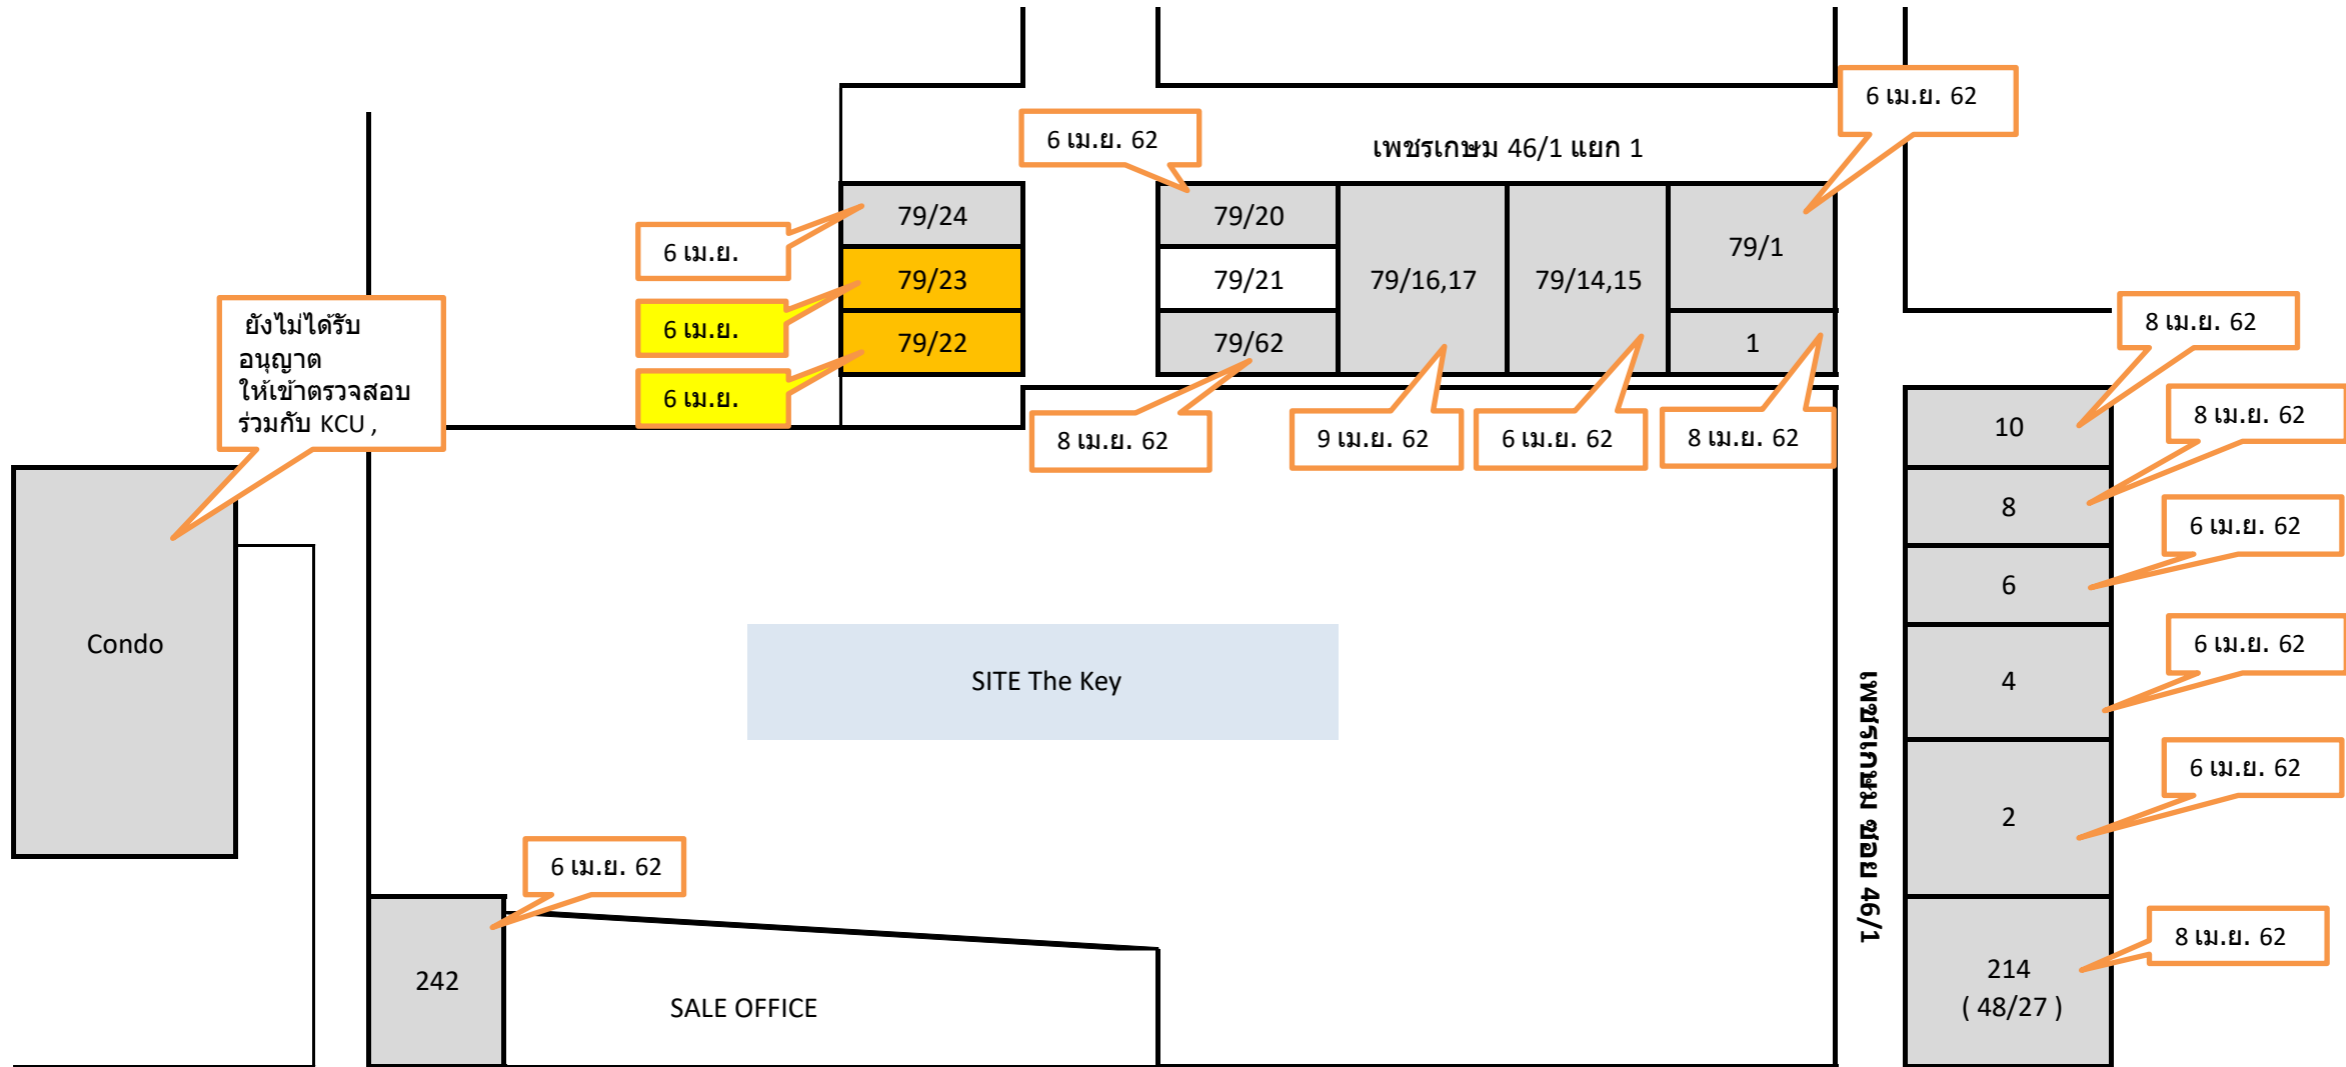 6 เม.ย. 62
6 เม.ย. 62
เพชรเกษม 46/1 แยก 1
79/24
79/20
79/16,17
79/14,15
79/1
6 เม.ย.
79/23
79/21
6 เม.ย.
79/22
79/62
1
6 เม.ย.
8 เม.ย. 62
9 เม.ย. 62
6 เม.ย. 62
8 เม.ย. 62
ยังไม่ได้รับ
อนุญาต
ให้เข้าตรวจสอบ
ร่วมกับ KCU ,
8 เม.ย. 62
10
8 เม.ย. 62
8
6 เม.ย. 62
6
Condo
SITE The Key
6 เม.ย. 62
4
เพชรเกษม ซอย 46/1
6 เม.ย. 62
2
6 เม.ย. 62
242
SALE OFFICE
8 เม.ย. 62
214
( 48/27 )